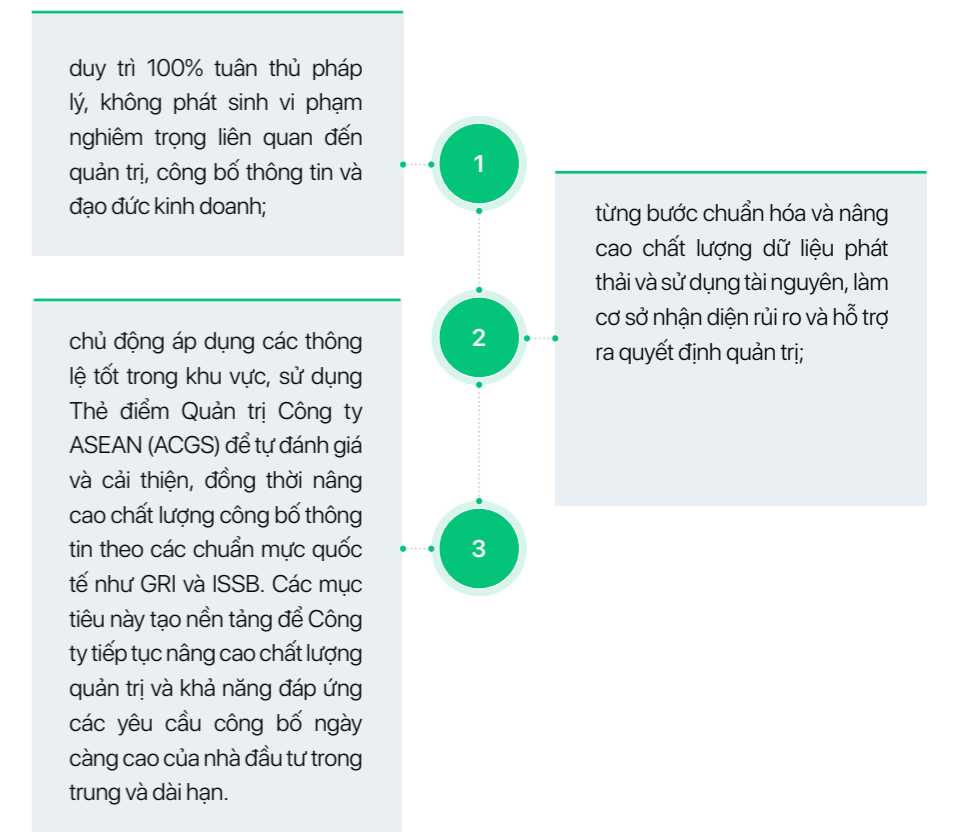 duy trì 100% tuân thủ pháp
lý, không phát sinh vi phạm
nghiêm trọng liên quan đến
quản trị, công bố thông tin và
đạo đức kinh doanh;
1
từng bước chuẩn hóa và nâng
cao chất lượng dữ liệu phát
thải và sử dụng tài nguyên, làm
cơ sở nhận diện rủi ro và hỗ trợ
ra quyết định quản trị;
2
chủ động áp dụng các thông
lệ tốt trong khu vực, sử dụng
Thẻ điểm Quản trị Công ty
ASEAN (ACGS) để tự đánh giá
và cải thiện, đồng thời nâng
cao chất lượng công bố thông
tin theo các chuẩn mực quốc
tế như GRI và ISSB. Các mục
tiêu này tạo nền tảng để Công
ty tiếp tục nâng cao chất lượng
quản trị và khả năng đáp ứng
các yêu cầu công bố ngày
càng cao của nhà đầu tư trong
trung và dài hạn.
3